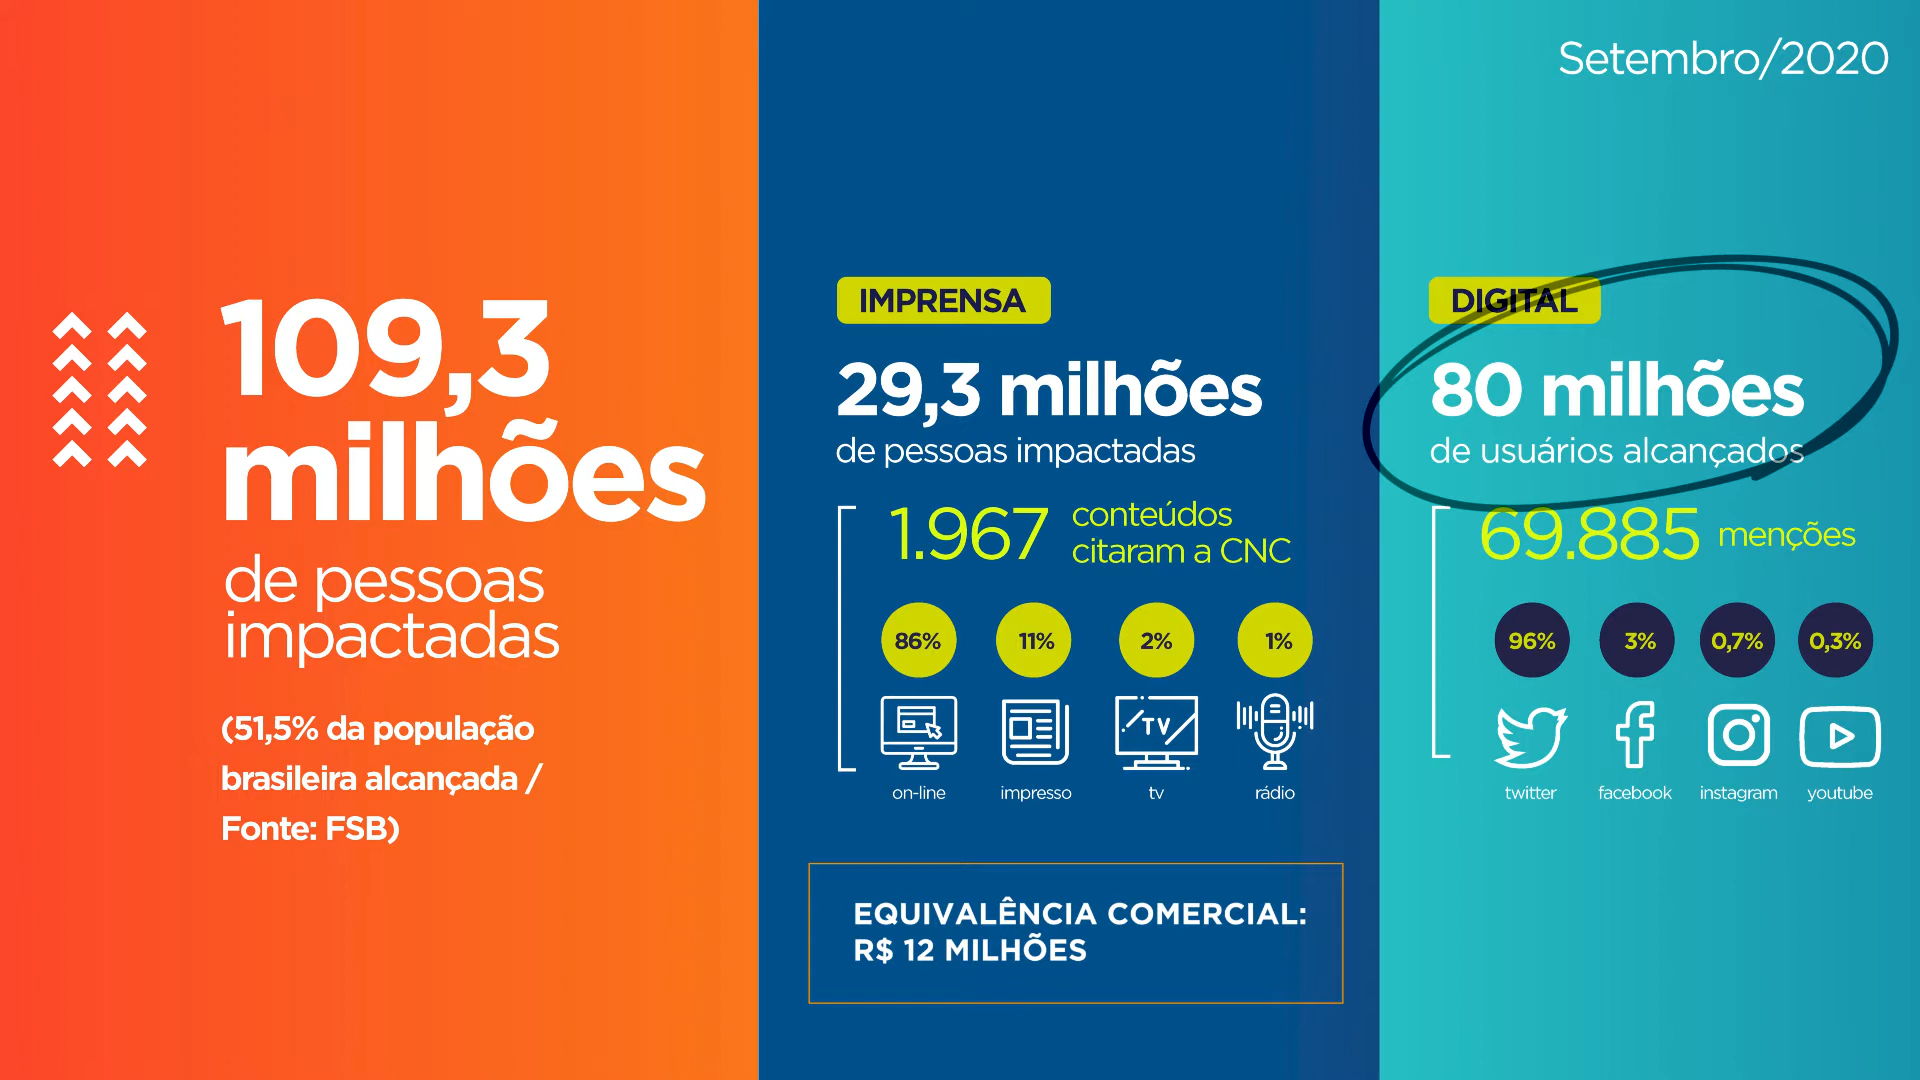 Setembro/2020
109,3
milhões
de pessoas
impactadas
(51,5% da população
brasileira alcançada /
Fonte: FSB)
IMPRENSA
29,3 milhões
de pessoas impactadas
1.967 conteúdos
citaram a CNC
86% 11% 2% 1%
TV
on-line impresso tv rádio
EQUIVALÊNCIA COMERCIAL:
R$ 12 MILHÕES
DIGITAL
80 milhões
de usuários alcançados
69.885 menções
96% 3% 0,7% 0,3%
twitter facebook instagram youtube